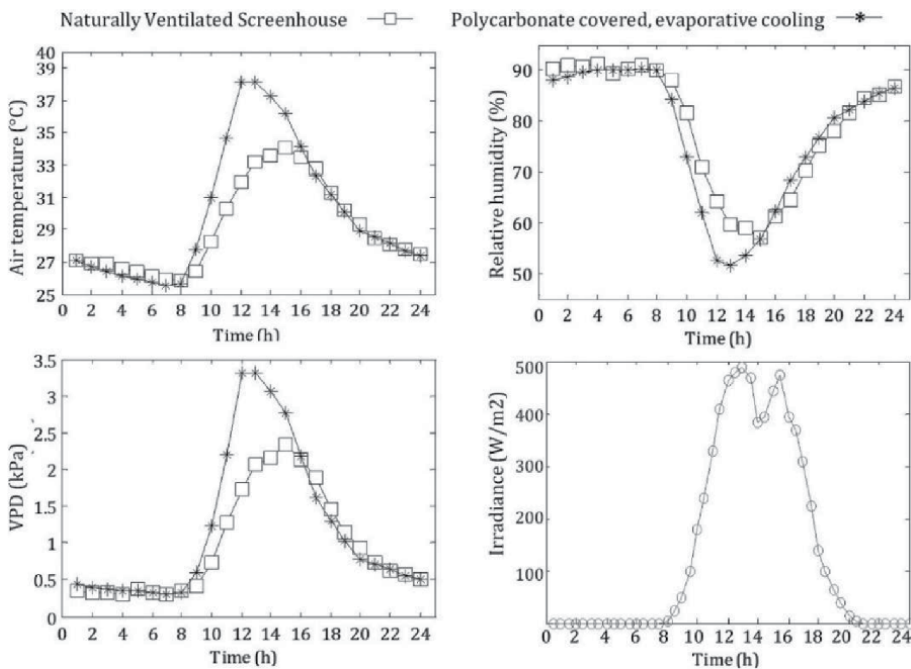 Naturally Ventilated Screenhouse
Polycarbonate covered, evaporative cooling
Air temperature (°C)
40
39
37
35
33
31
29
27
25
0 2 4 6 8 10 12 14 16 18 20 22 24
Time (h)
Relative humidity (%)
90
80
70
60
50
0 2 4 6 8 10 12 14 16 18 20 22 24
Time (h)
VPD (kPa)
3.5
3
2.5
2
1.5
1
0.5
0
0 2 4 6 8 10 12 14 16 18 20 22 24
Time (h)
Irradiance (W/m2)
500
400
300
200
100
0 2 4 6 8 10 12 14 16 18 20 22 24
Time (h)